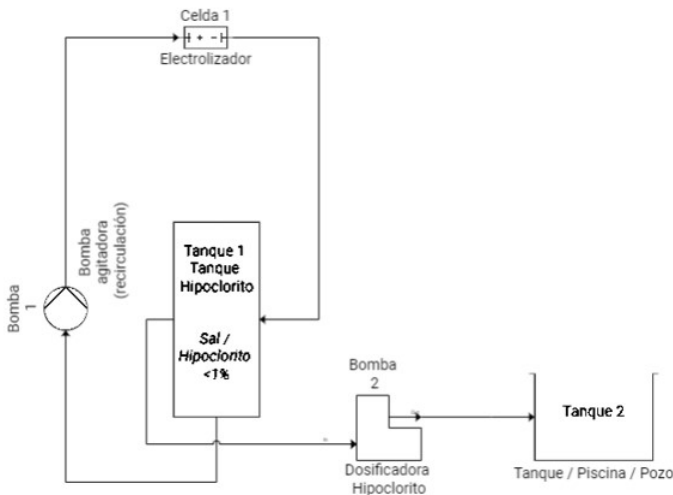 Celda 1
Electrolizador
Bomba
agitadora
(recirculación)
Bomba
1
Tanque 1
Tanque
Hipoclorito
Sal /
Hipoclorito
<1%
Bomba
2
Dosificadora
Hipoclorito
Tanque 2
Tanque / Piscina / Pozo